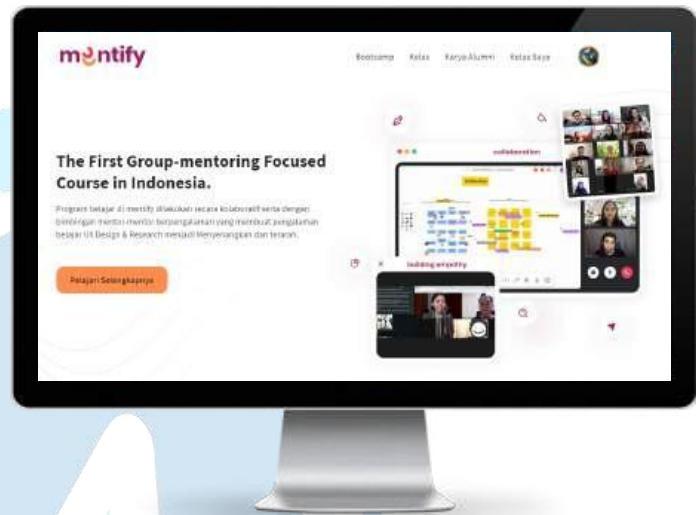 mentify
Bootcamp Kelas Karya Alumni Kelas Saya
The First Group-mentoring Focused
Course in Indonesia.
Program belajar di mentify dilakukan secara kolaboratif serta dengan
bimbingan mentor-mentor berpengalaman yang membuat pengalaman
belajar UX Design & Research menjadi Menyenangkan dan terarah.
Pelajari Selengkapnya
collaboration
building empathy